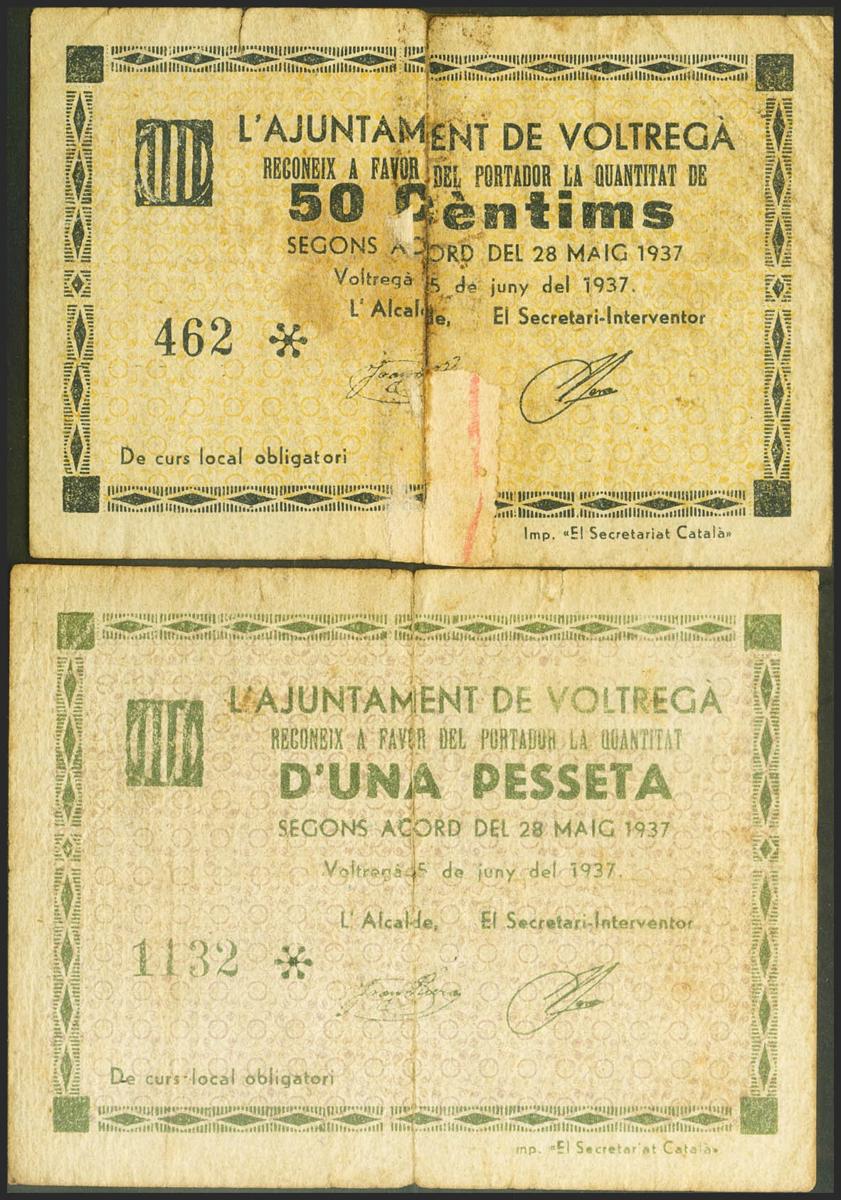 L'AJUNTAMENT DE VOLTREGÀ
RECONEIX A FAVOR DEL PORTADOR LA QUANTITAT DE
50 Cèntims
SEGONS ACORD DEL 28 MAIG 1937
Voltregà 5 de juny del 1937.
L'Alcalde, El Secretari-Interventor
462
De curs local obligatori
Imp. «El Secretariat Català»
L'AJUNTAMENT DE VOLTREGÀ
RECONEIX A FAVOR DEL PORTADOR LA QUANTITAT
D'UNA PESSETA
SEGONS ACORD DEL 28 MAIG 1937
Voltregà 5 de juny del 1937.
L'Alcalde, El Secretari-Interventor
1132
De curs local obligatori
mp. «El Secretariat Català»